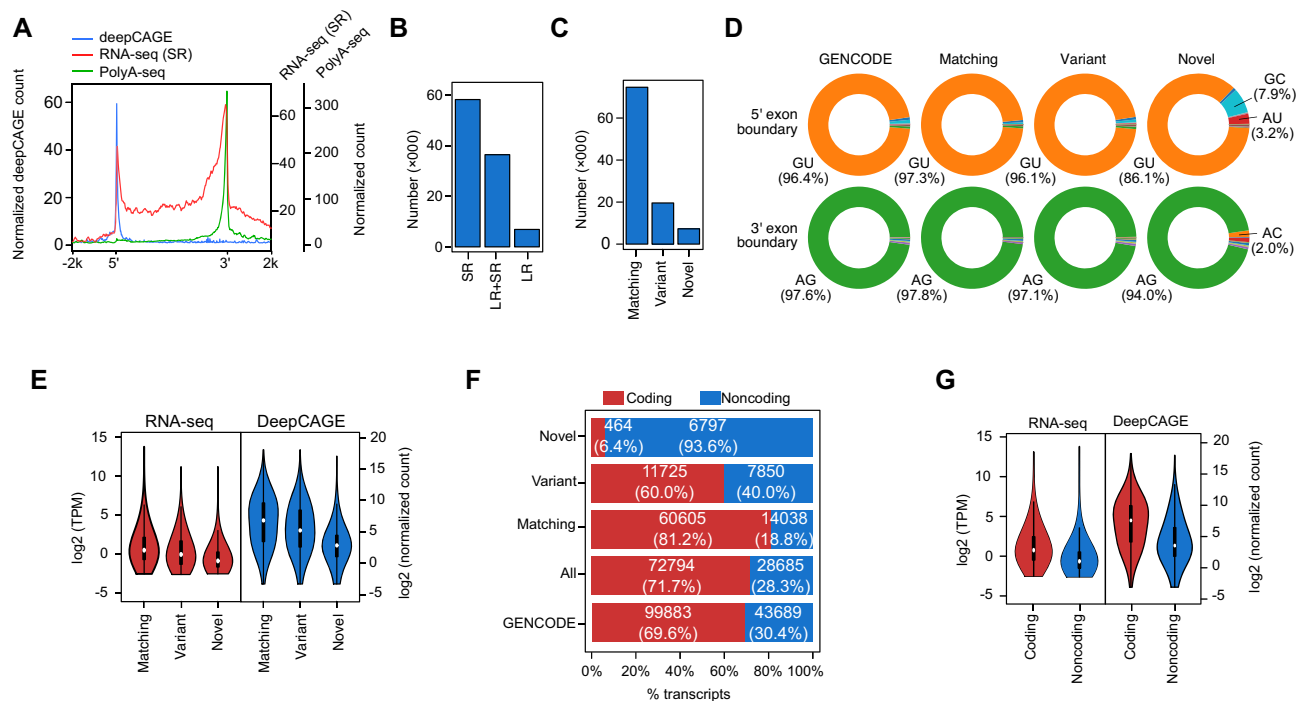 A
deepCAGE
RNA-seq (SR)
PolyA-seq
RNA-seq (SR)
PolyA-seq
Normalized deepCAGE count
60
40
20
0
60
40
20
300
200
100
0
Normalized count
-2k
5'
3'
2k
B
Number (×000)
60
40
20
0
SR
LR+SR
LR
C
Number (×000)
60
40
20
0
Matching
Variant
Novel
D
GENCODE
Matching
Variant
Novel
5' exon
boundary
GU
(96.4%)
GU
(97.3%)
GU
(96.1%)
GU
(86.1%)
GC
(7.9%)
AU
(3.2%)
3' exon
boundary
AG
(97.6%)
AG
(97.8%)
AG
(97.1%)
AG
(94.0%)
AC
(2.0%)
E
RNA-seq
DeepCAGE
log2 (TPM)
15
10
5
0
-5
20
15
10
5
0
-5
log2 (normalized count)
Matching
Variant
Novel
Matching
Variant
Novel
F
Coding
Noncoding
Novel
464
(6.4%)
6797
(93.6%)
Variant
11725
(60.0%)
7850
(40.0%)
Matching
60605
(81.2%)
14038
(18.8%)
All
72794
(71.7%)
28685
(28.3%)
GENCODE
99883
(69.6%)
43689
(30.4%)
0%
20%
40%
60%
80%
100%
% transcripts
G
RNA-seq
DeepCAGE
log2 (TPM)
15
10
5
0
-5
20
15
10
5
0
-5
log2 (normalized count)
Coding
Noncoding
Coding
Noncoding